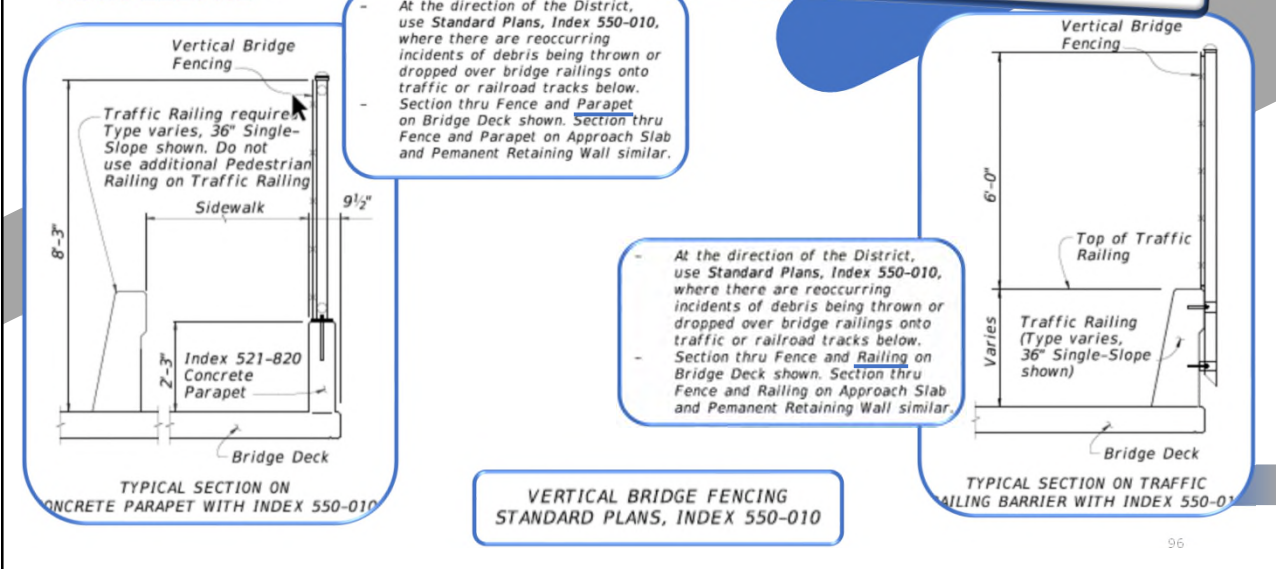 Vertical Bridge
Fencing
Traffic Railing require
Type varies, 36" Single-
Slope shown. Do not
use additional Pedestrian
Railing on Traffic Railing
Sidewalk
9½"
8'-3"
2'-3"
Index 521-820
Concrete
Parapet
Bridge Deck
TYPICAL SECTION ON
ONCRETE PARAPET WITH INDEX 550-010
- At the direction of the District,
use Standard Plans, Index 550-010,
where there are reoccurring
incidents of debris being thrown or
dropped over bridge railings onto
traffic or railroad tracks below.
- Section thru Fence and Parapet
on Bridge Deck shown. Section thru
Fence and Parapet on Approach Slab
and Pemanent Retaining Wall similar.
- At the direction of the District,
use Standard Plans, Index 550-010,
where there are reoccurring
incidents of debris being thrown or
dropped over bridge railings onto
traffic or railroad tracks below.
- Section thru Fence and Railing on
Bridge Deck shown. Section thru
Fence and Railing on Approach Slab
and Pemanent Retaining Wall similar.
VERTICAL BRIDGE FENCING
STANDARD PLANS, INDEX 550-010
Vertical Bridge
Fencing
6'-0"
Top of Traffic
Railing
Varies
Traffic Railing
(Type varies,
36" Single-Slope
shown)
Bridge Deck
TYPICAL SECTION ON TRAFFIC
AILING BARRIER WITH INDEX 550-01
96